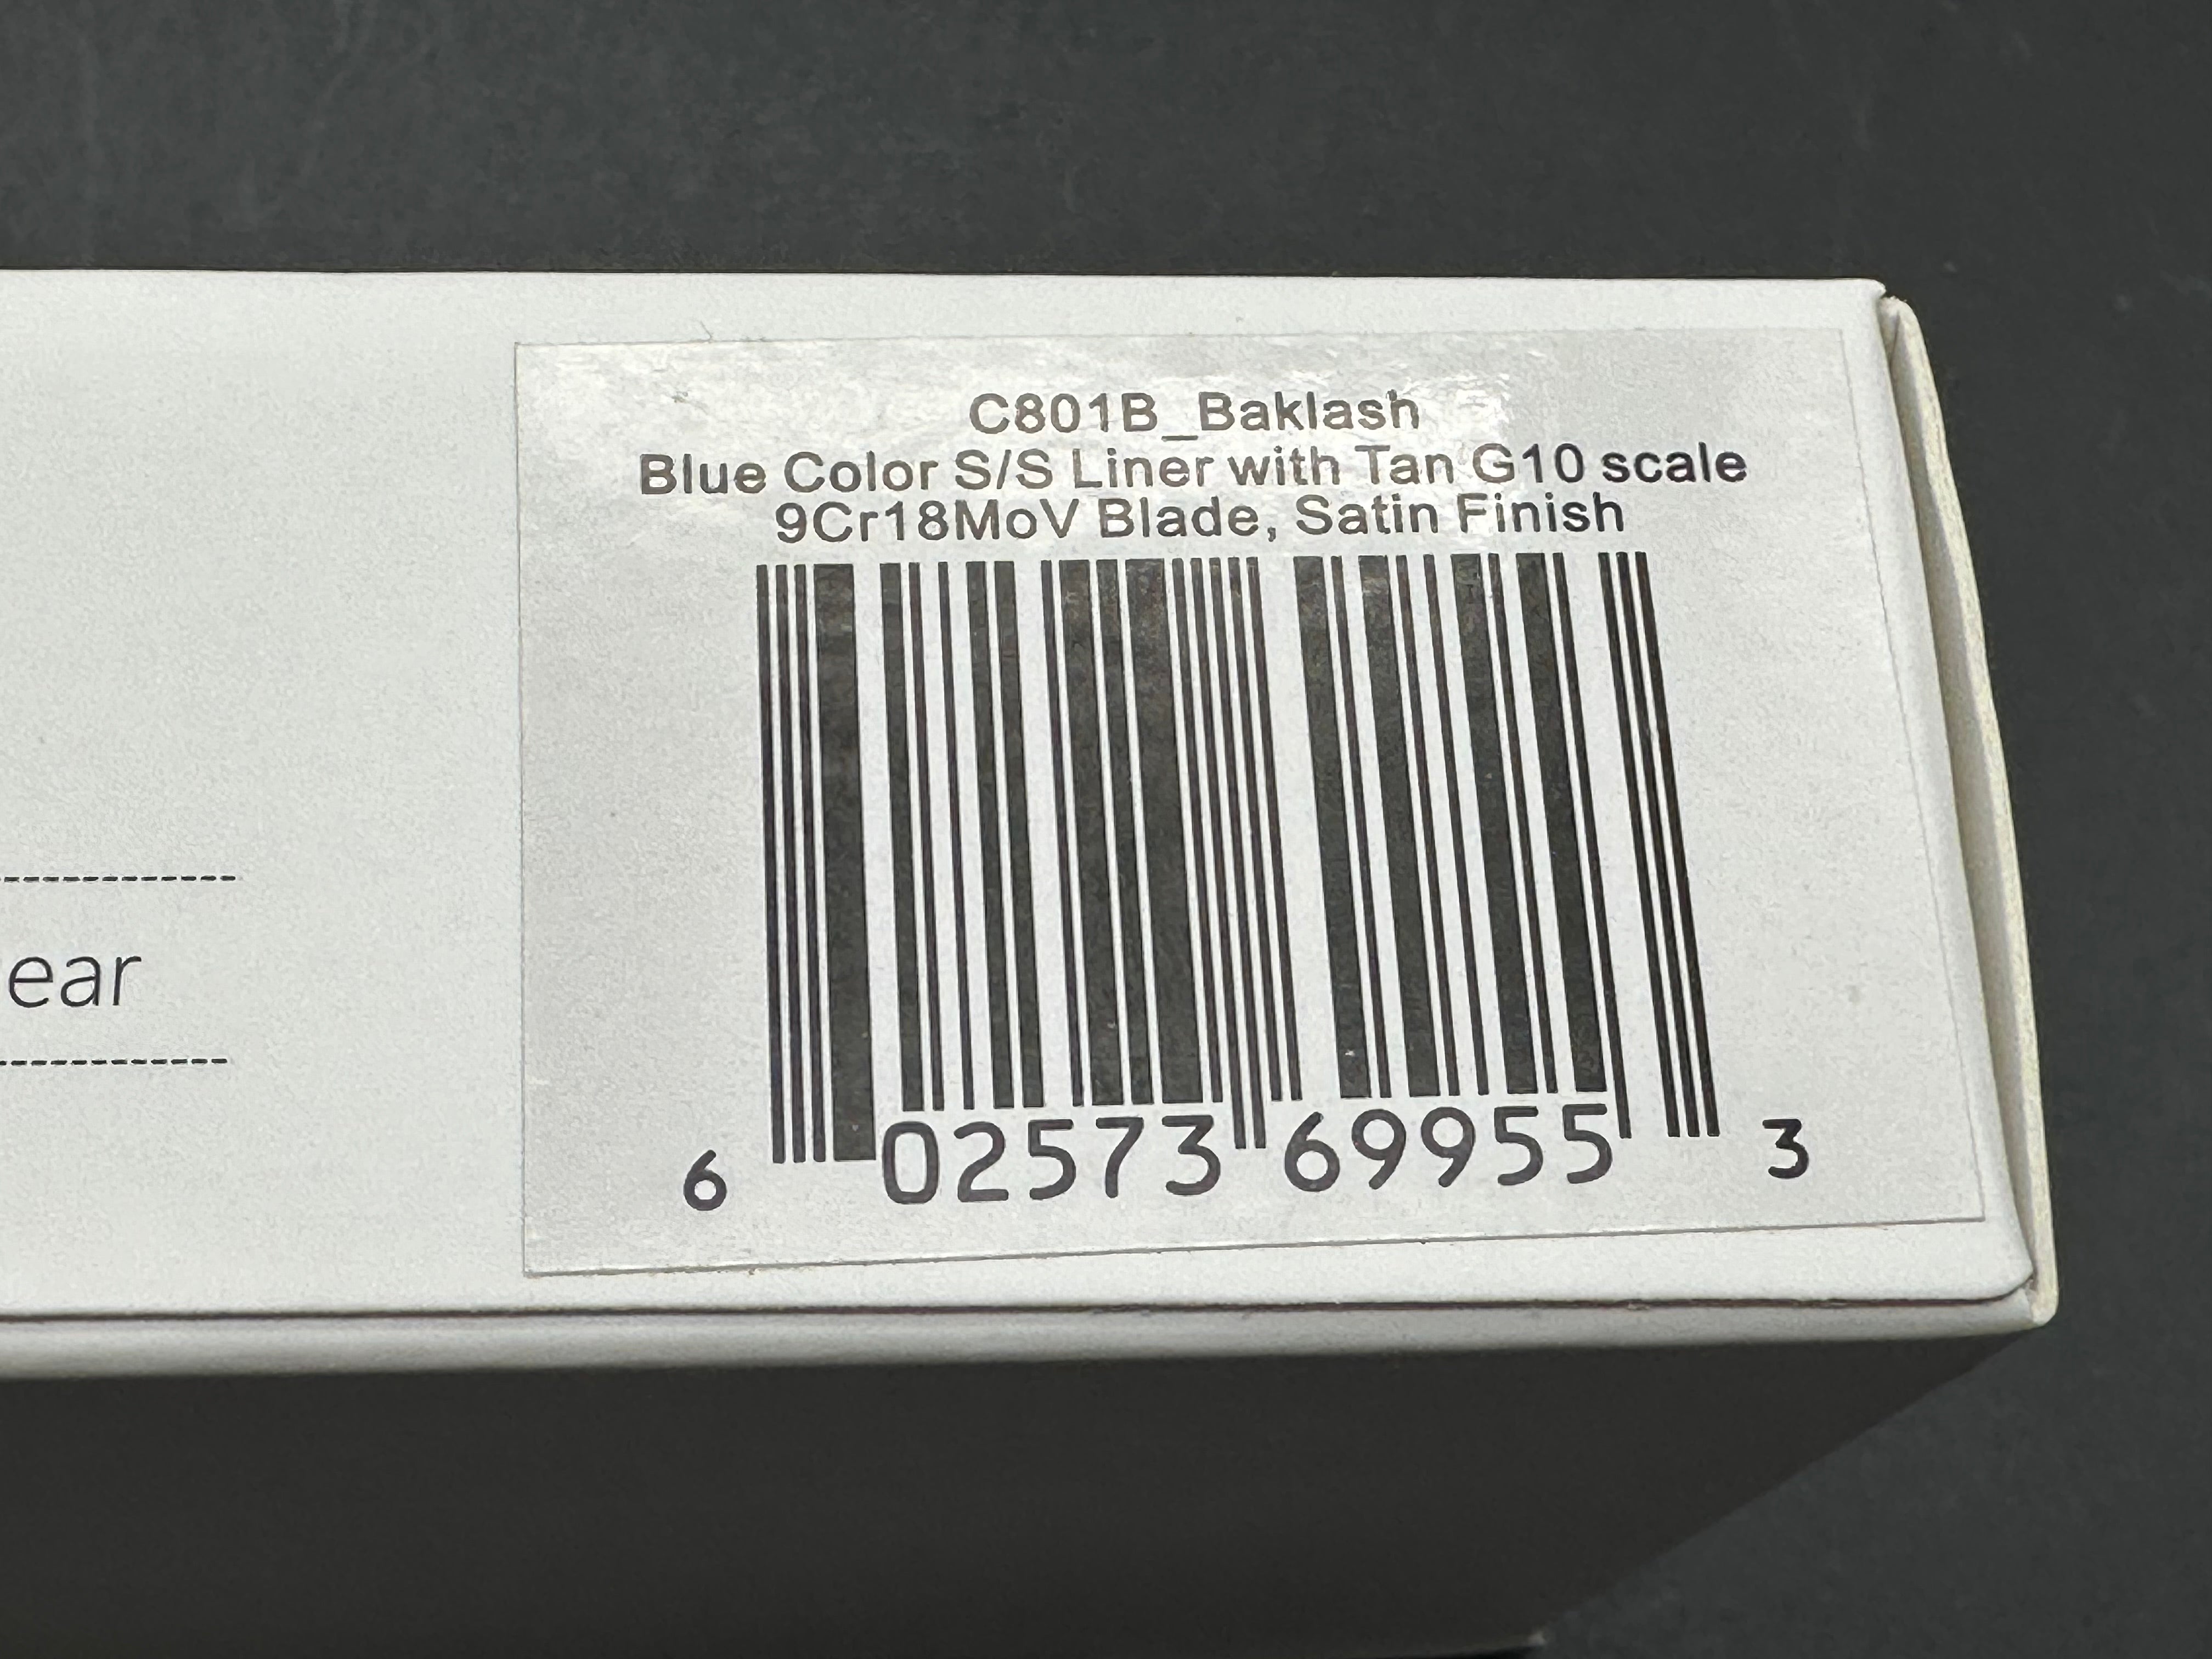 C801B_Baklash
Blue Color S/S Liner with Tan G10 scale
9Cr18MoV Blade, Satin Finish
6 02573 69955 3
ear